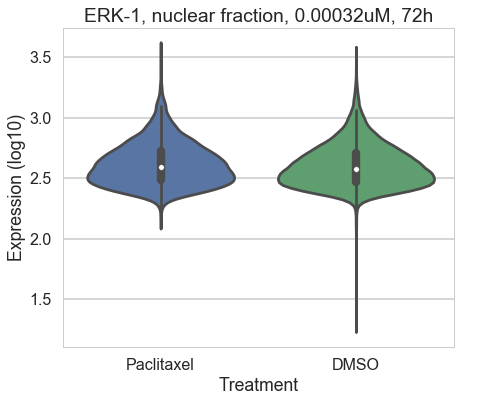 ERK-1, nuclear fraction, 0.00032uM, 72h
Expression (log10)
3.5
3.0
2.5
2.0
1.5
Paclitaxel DMSO
Treatment